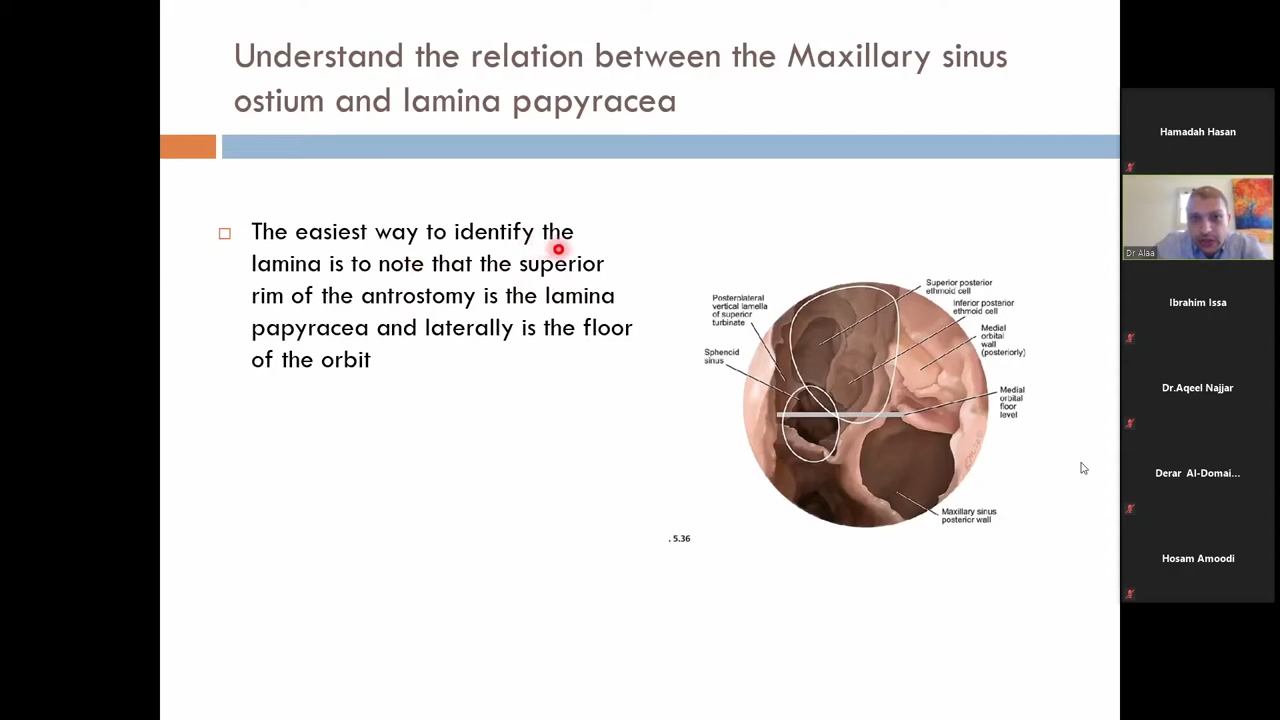 Understand the relation between the Maxillary sinus
ostium and lamina papyracea
The easiest way to identify the
lamina is to note that the superior
rim of the antrostomy is the lamina
papyracea and laterally is the floor
of the orbit
Posterolateral
vertical lamella
of superior
turbinate
Sphenoid
sinus
Superior posterior
ethmoid cell
Inferior posterior
ethmoid cell
Medial
orbital
wall
(posteriorly)
Medial
orbital
floor
level
Maxillary sinus
posterior wall
. 5.36
Hamadah Hasan
Dr Alaa
Ibrahim Issa
Dr.Aqeel Najjar
Derar Al-Domai...
Hosam Amoodi